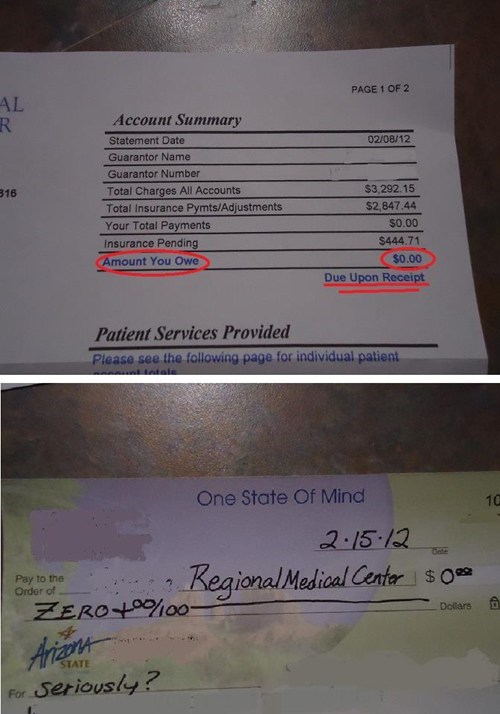 PAGE 1 OF 2
AL
R
316
Account Summary
Statement Date 02/08/12
Guarantor Name
Guarantor Number
Total Charges All Accounts $3,292.15
Total Insurance Pymts/Adjustments $2,847.44
Your Total Payments $0.00
Insurance Pending $444.71
Amount You Owe $0.00
Due Upon Receipt
Patient Services Provided
Please see the following page for individual patient
account totals
One State Of Mind
10
2·15·12
Date
Pay to the
Order of Regional Medical Center $ 0.00
ZERO + 00/100 Dollars
Arizona
STATE
For Seriously?